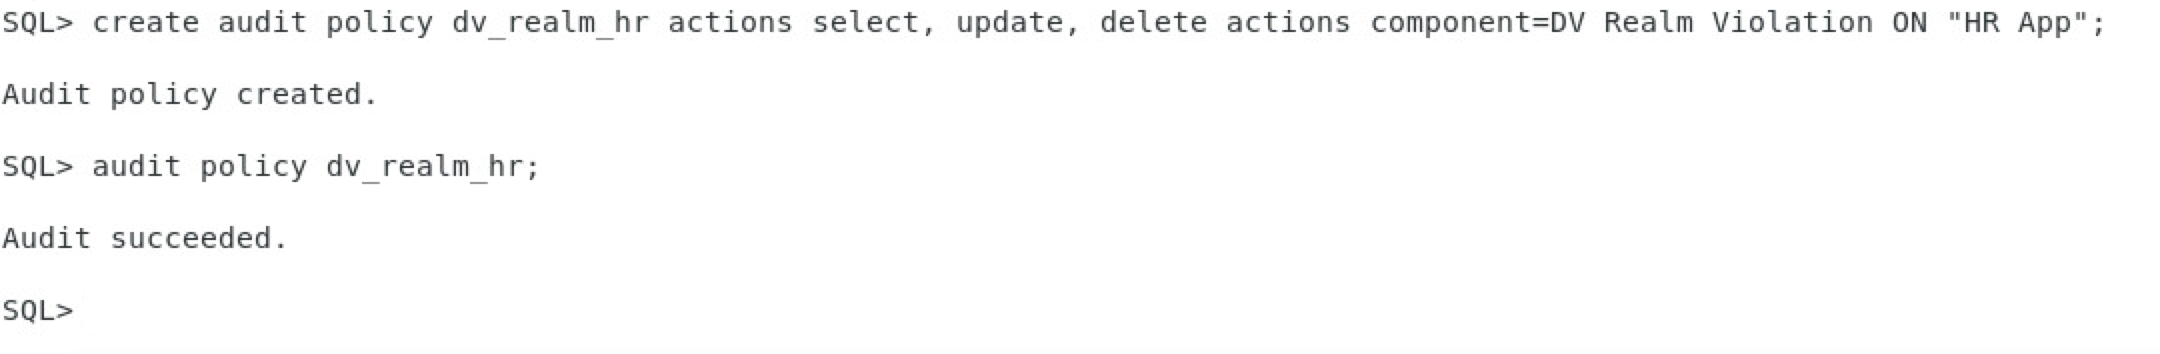 SQL> create audit policy dv_realm_hr actions select, update, delete actions component=DV Realm Violation ON "HR App";
Audit policy created.
SQL> audit policy dv_realm_hr;
Audit succeeded.
SQL>